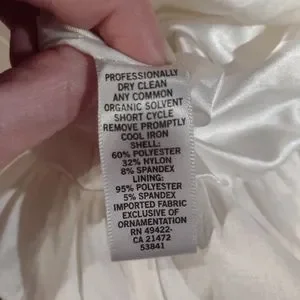 PROFESSIONALLY
DRY CLEAN
ANY COMMON
ORGANIC SOLVENT
SHORT CYCLE
REMOVE PROMPTLY
COOL IRON
SHELL:
60% POLYESTER
32% NYLON
8% SPANDEX
LINING:
95% POLYESTER
5% SPANDEX
IMPORTED FABRIC
EXCLUSIVE OF
ORNAMENTATION
RN 49422-
CA 21472
53841